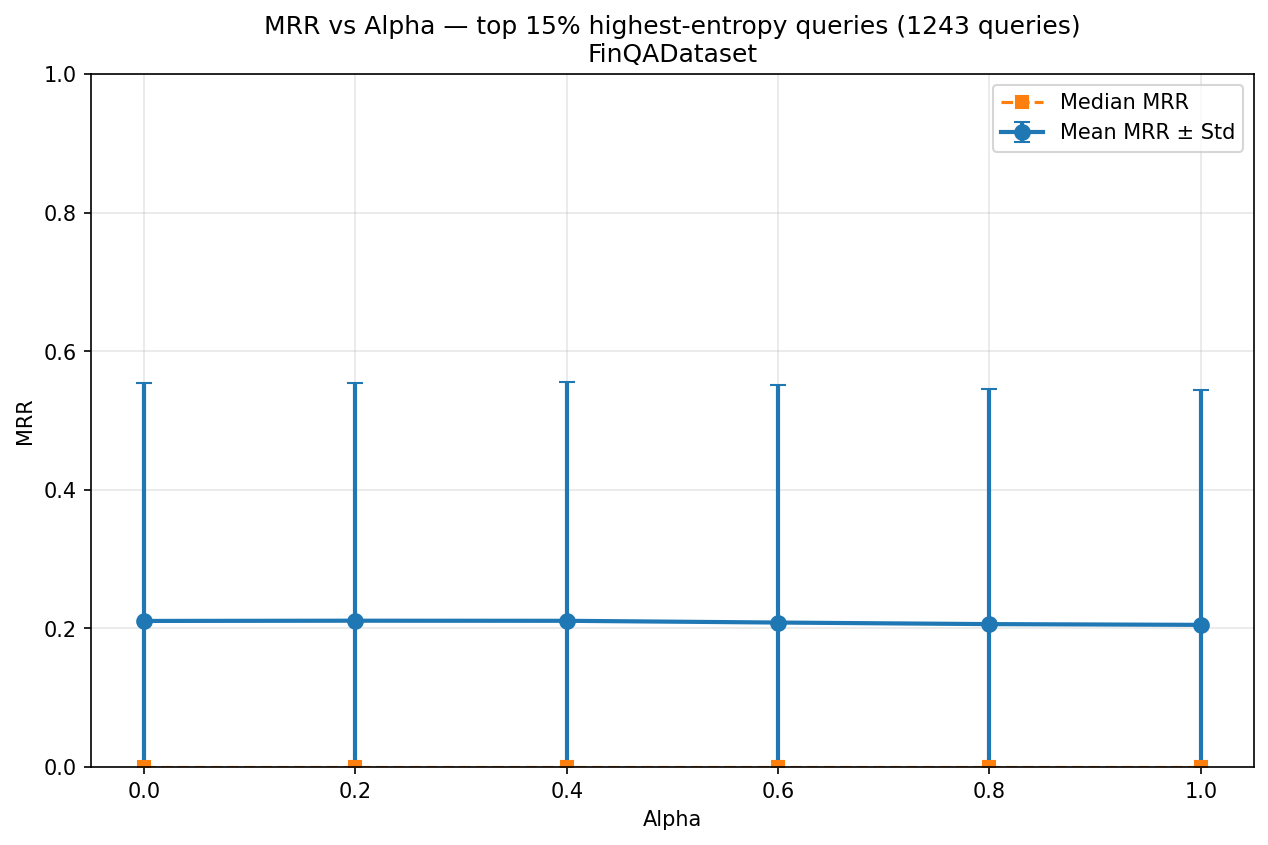 MRR vs Alpha — top 15% highest-entropy queries (1243 queries)
FinQADataset
Median MRR
Mean MRR ± Std
MRR
1.0
0.8
0.6
0.4
0.2
0.0
0.0 0.2 0.4 0.6 0.8 1.0
Alpha